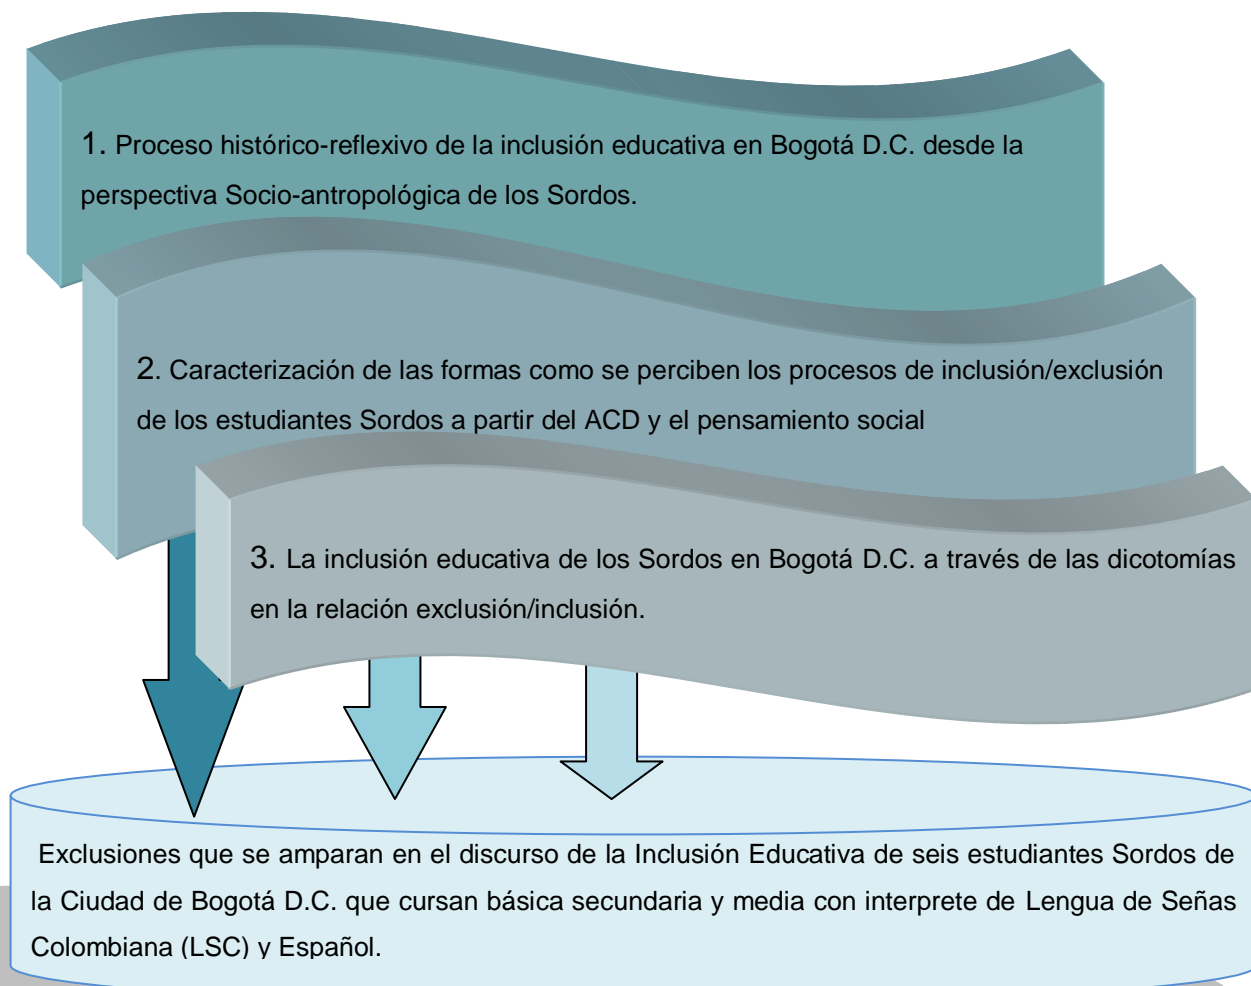 1. Proceso histórico-reflexivo de la inclusión educativa en Bogotá D.C. desde la
perspectiva Socio-antropológica de los Sordos.
2. Caracterización de las formas como se perciben los procesos de inclusión/exclusión
de los estudiantes Sordos a partir del ACD y el pensamiento social
3. La inclusión educativa de los Sordos en Bogotá D.C. a través de las dicotomías
en la relación exclusión/inclusión.
Exclusiones que se amparan en el discurso de la Inclusión Educativa de seis estudiantes Sordos de
la Ciudad de Bogotá D.C. que cursan básica secundaria y media con interprete de Lengua de Señas
Colombiana (LSC) y Español.